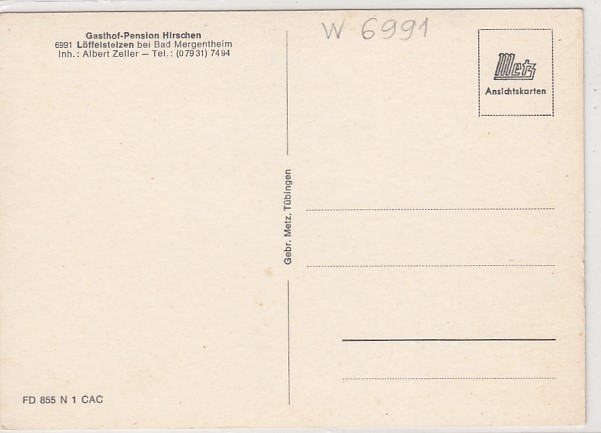 Gasthof-Pension Hirschen
6991 Löffelstelzen bei Bad Mergentheim
Inh.: Albert Zeller — Tel.: (07931) 7494
W 6991
Metz
Ansichtskarten
Gebr. Metz, Tübingen
FD 855 N 1 CAC